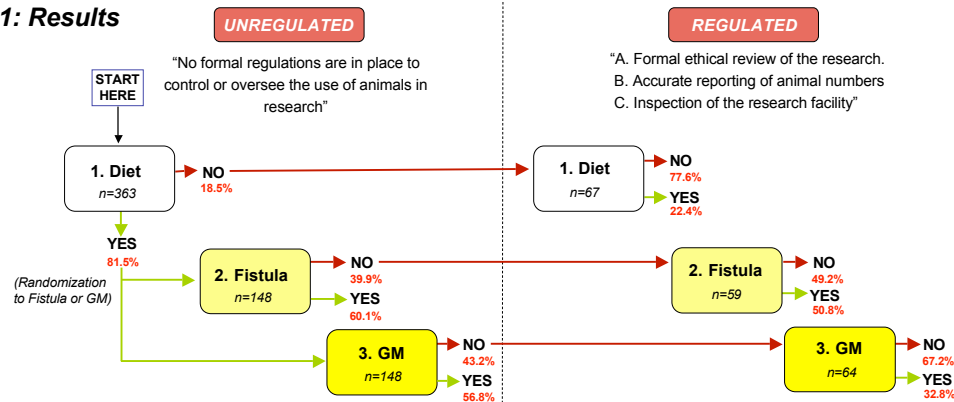 1: Results
UNREGULATED
REGULATED
“No formal regulations are in place to
control or oversee the use of animals in
research”
“A. Formal ethical review of the research.
B. Accurate reporting of animal numbers
C. Inspection of the research facility”
START
HERE
1. Diet
n=363
NO
18.5%
1. Diet
n=67
NO
77.6%
YES
22.4%
YES
81.5%
(Randomization
to Fistula or GM)
2. Fistula
n=148
NO
39.9%
YES
60.1%
2. Fistula
n=59
NO
49.2%
YES
50.8%
3. GM
n=148
NO
43.2%
YES
56.8%
3. GM
n=64
NO
67.2%
YES
32.8%